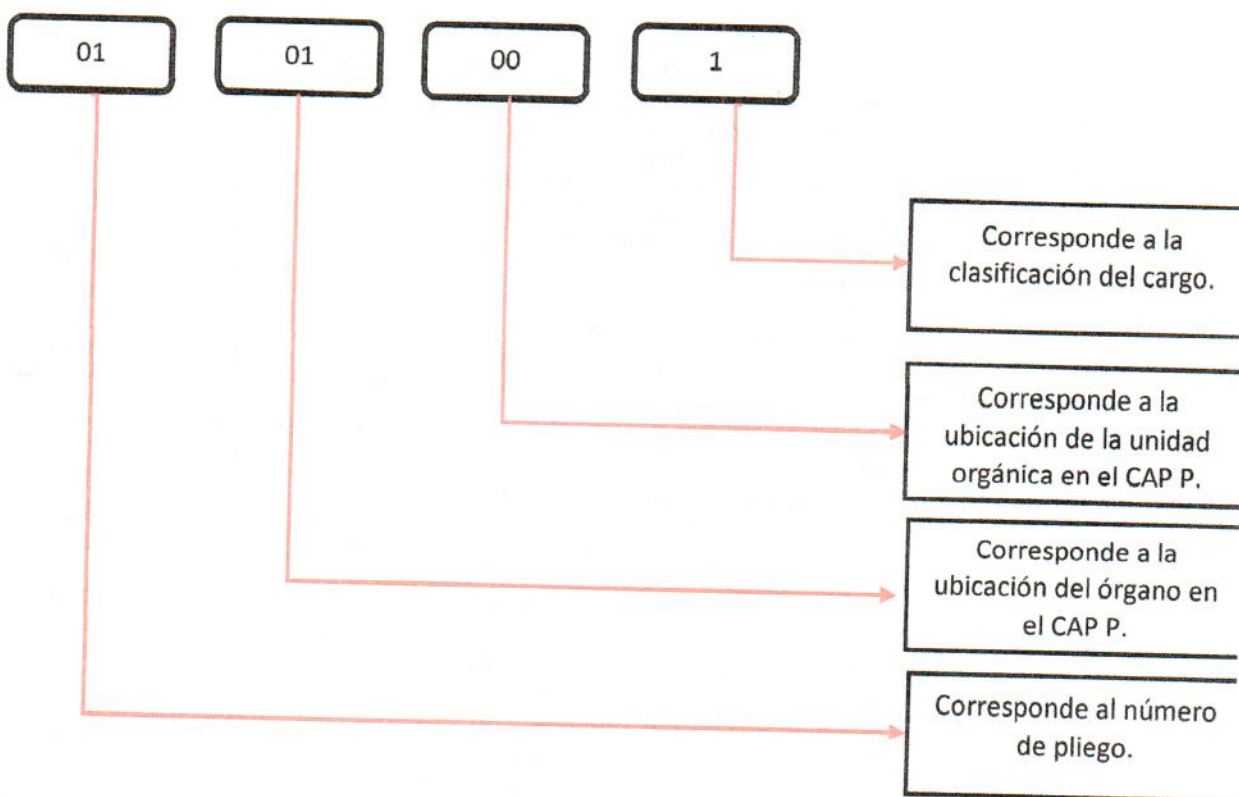 01 01 00 1
Corresponde a la
clasificación del cargo.
Corresponde a la
ubicación de la unidad
orgánica en el CAP P.
Corresponde a la
ubicación del órgano en
el CAP P.
Corresponde al número
de pliego.